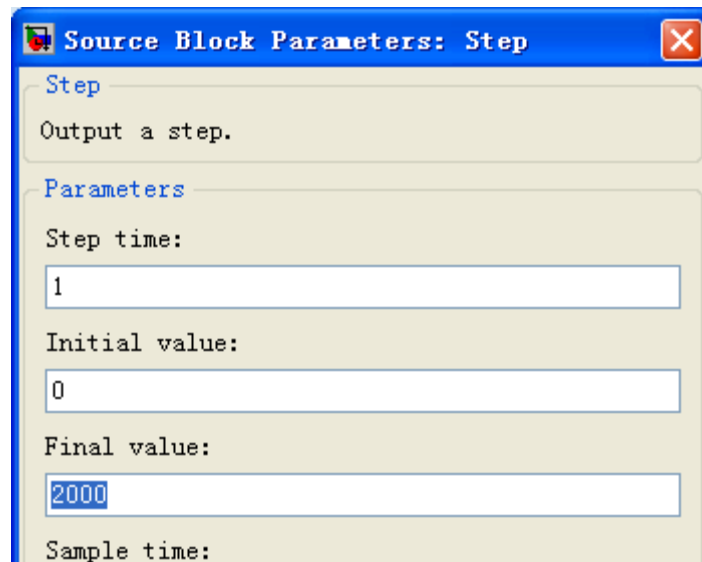 Source Block Parameters: Step
Step
Output a step.
Parameters
Step time:
1
Initial value:
0
Final value:
2000
Sample time: